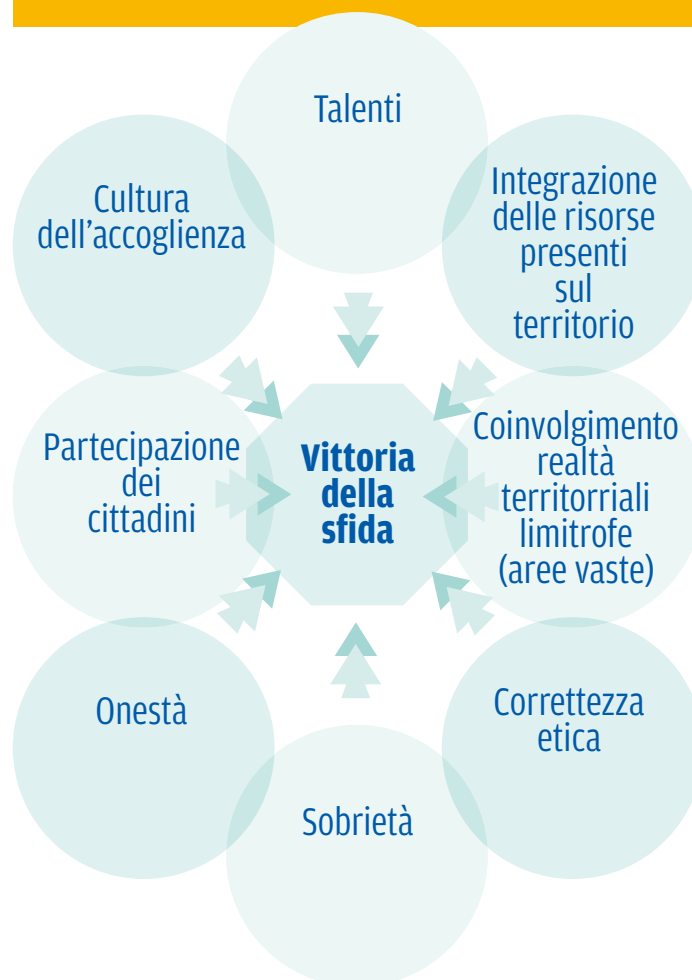 Talenti
Cultura
dell'accoglienza
Integrazione
delle risorse
presenti
sul
territorio
Partecipazione
dei
cittadini
Vittoria
della
sfida
Coinvolgimento
realtà
territorriali
limitrofe
(aree vaste)
Onestà
Correttezza
etica
Sobrietà